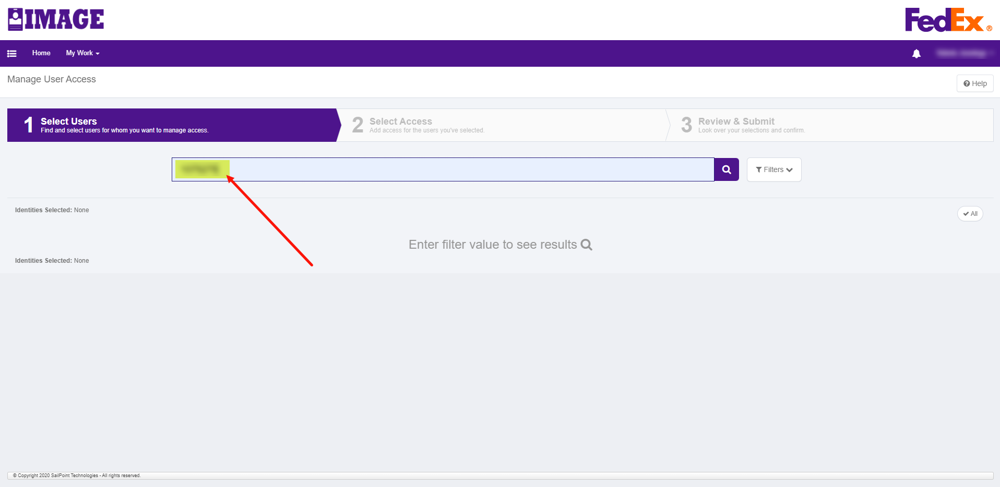 IMAGE
FedEx®
Home My Work
Manage User Access
Help
1 Select Users
Find and select users for whom you want to manage access.
2 Select Access
Add access for the users you've selected.
3 Review & Submit
Look over your selections and confirm.
Filters
Identities Selected: None
All
Enter filter value to see results
Identities Selected: None
© Copyright 2020 SailPoint Technologies - All rights reserved.